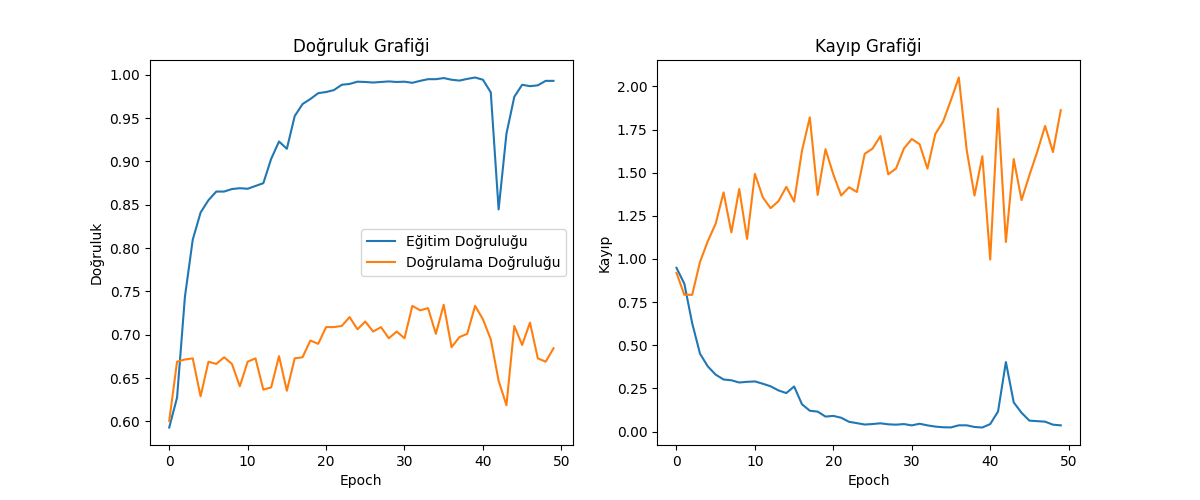 Doğruluk Grafiği
1.00
0.95
0.90
0.85
0.80
0.75
0.70
0.65
0.60
Doğruluk
Eğitim Doğruluğu
Doğrulama Doğruluğu
0 10 20 30 40 50
Epoch
Kayıp Grafiği
2.00
1.75
1.50
1.25
1.00
0.75
0.50
0.25
0.00
Kayıp
0 10 20 30 40 50
Epoch